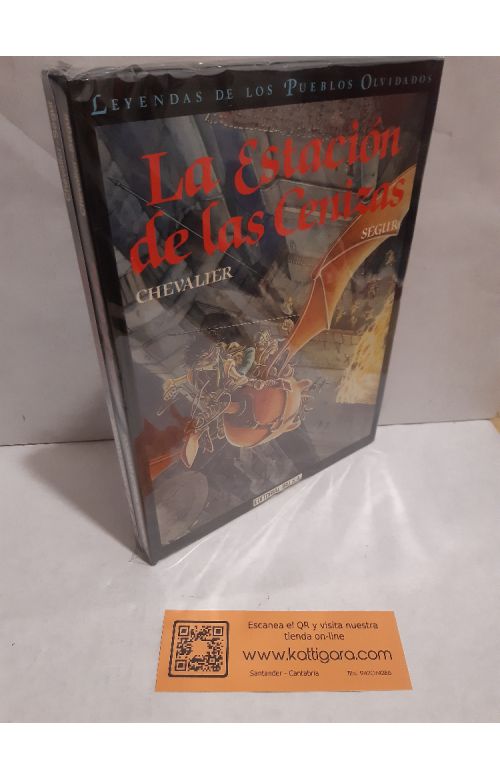 LEYENDAS DE LOS PUEBLOS OLVIDADOS
La Estación
de las Cenizas
SEGUR
CHEVALIER
Escanea el QR y visita nuestra
tienda on-line
www.kattigara.com
Santander - Cantabria